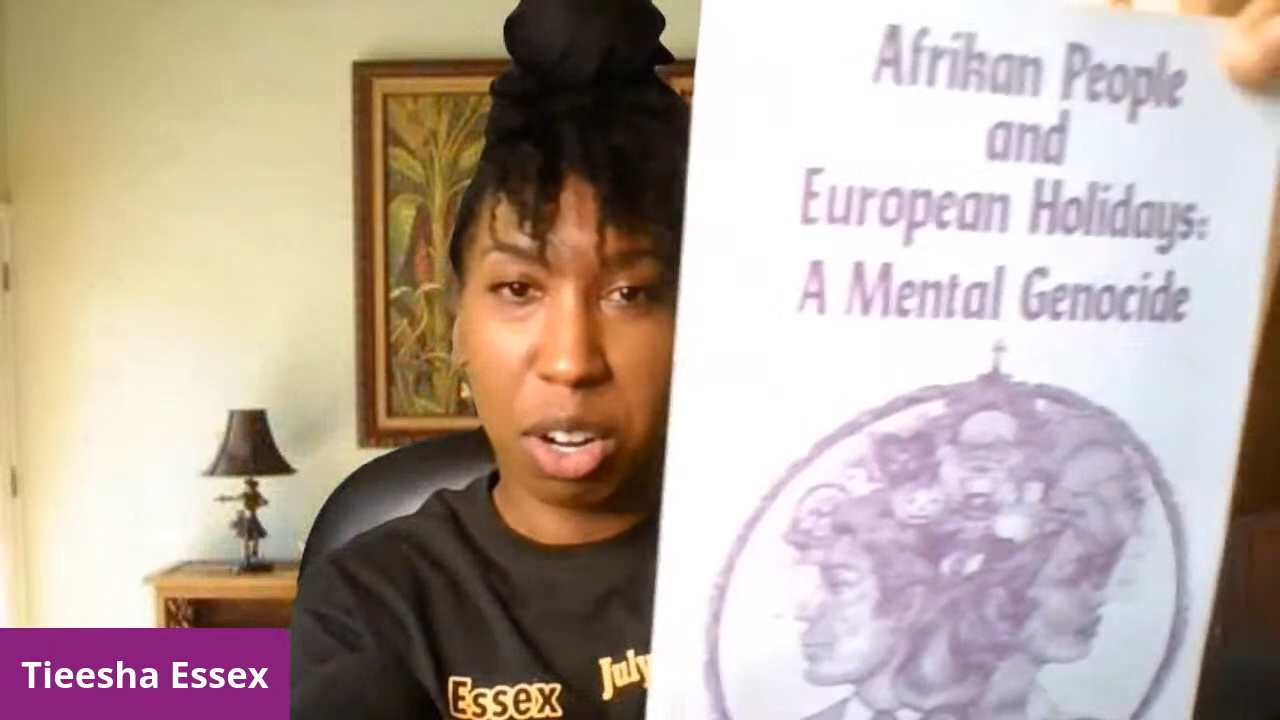 Afrikan People
and
European Holidays:
A Mental Genocide
Essex
July
Tieesha Essex